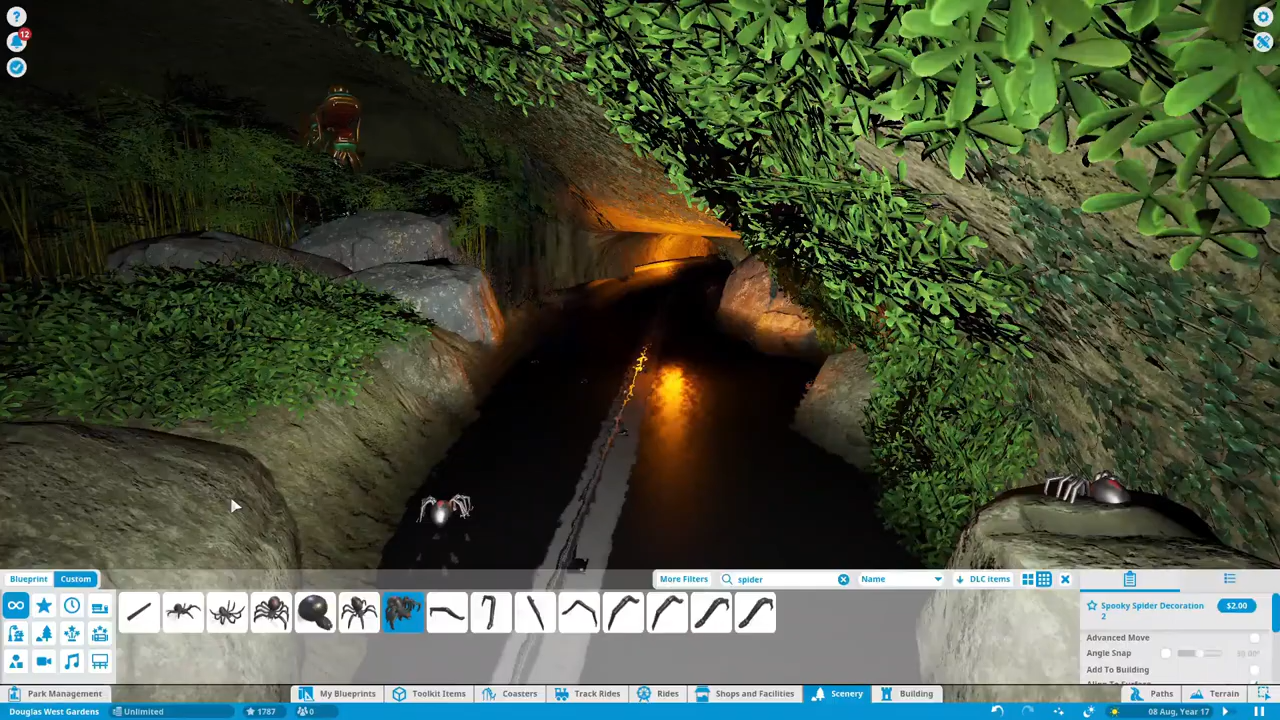 ?
12
Blueprint
Custom
More Filters
spider
Name
DLC items
Spooky Spider Decoration 2
$2.00
Advanced Move
Angle Snap
Add To Building
Park Management
My Blueprints
Toolkit Items
Coasters
Track Rides
Rides
Shops and Facilities
Scenery
Building
Paths
Terrain
Douglas West Gardens
Unlimited
1787
0
08 Aug, Year 17